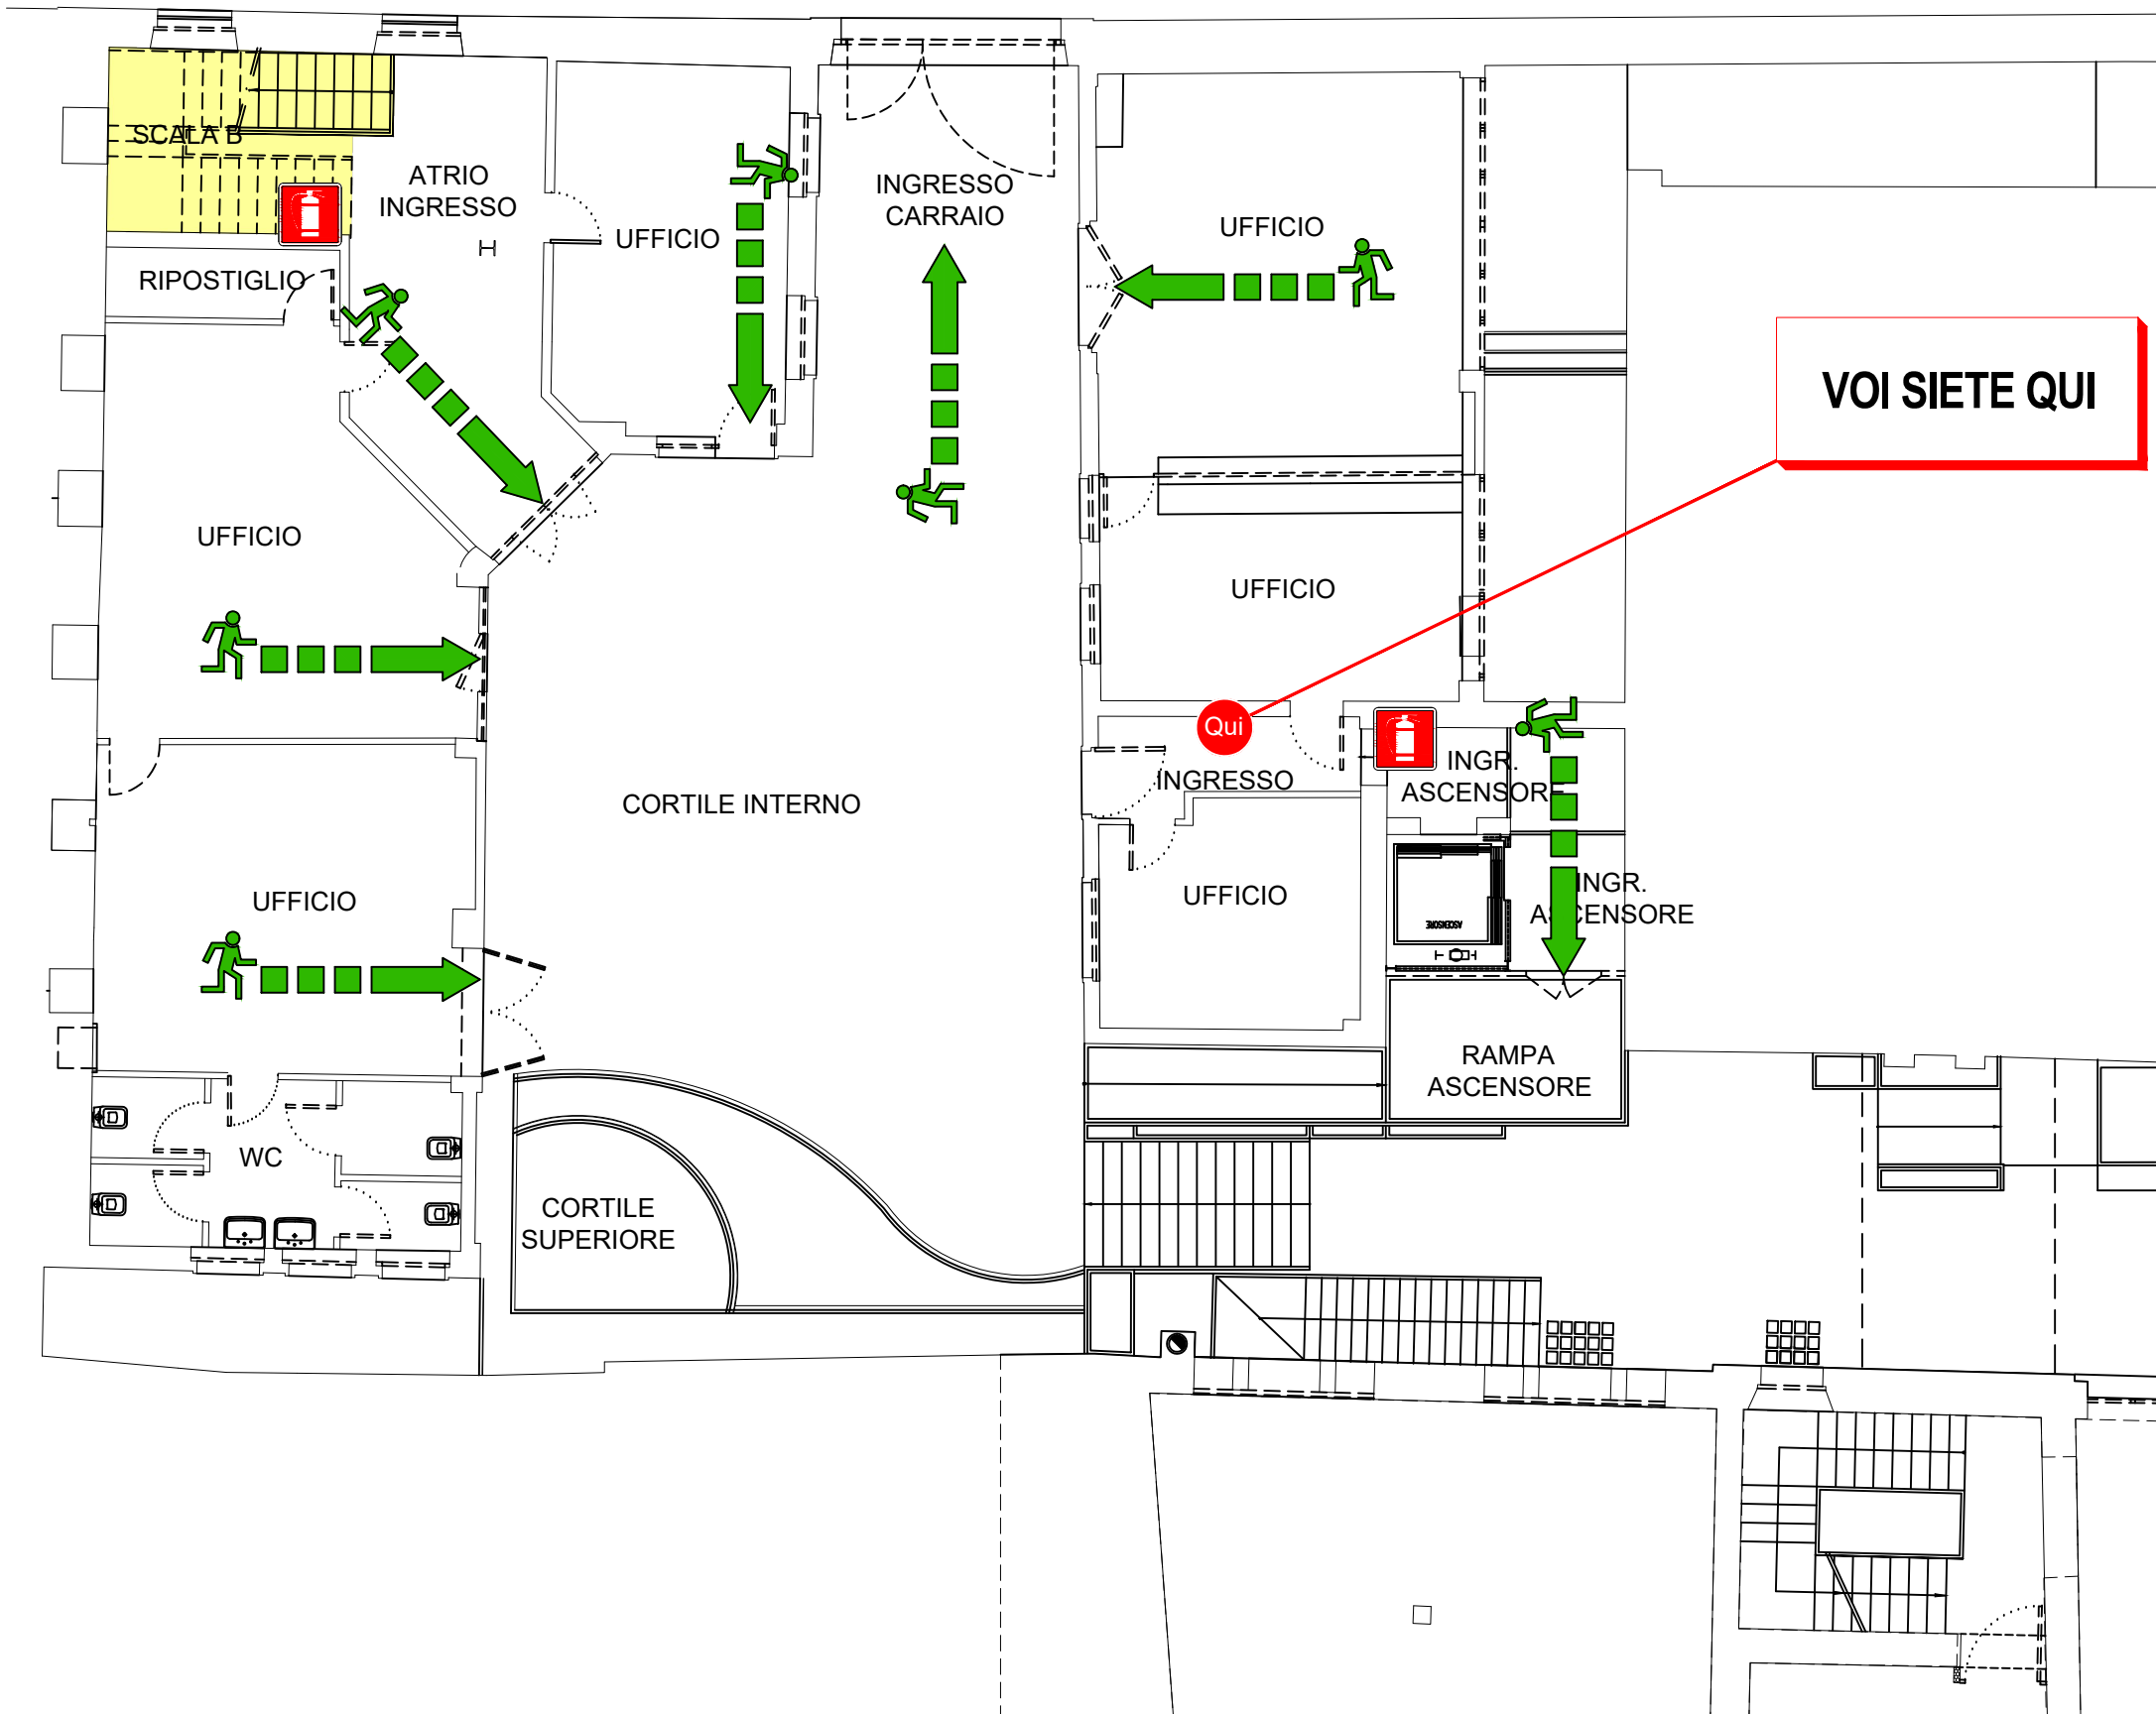 SCALA B
ATRIO
INGRESSO
INGRESSO
CARRAIO
UFFICIO
UFFICIO
RIPOSTIGLIO
VOI SIETE QUI
UFFICIO
UFFICIO
Qui
INGRESSO
INGR.
ASCENSORE
CORTILE INTERNO
UFFICIO
UFFICIO
INGR.
ASCENSORE
ASCENSORE
RAMPA
ASCENSORE
WC
CORTILE
SUPERIORE